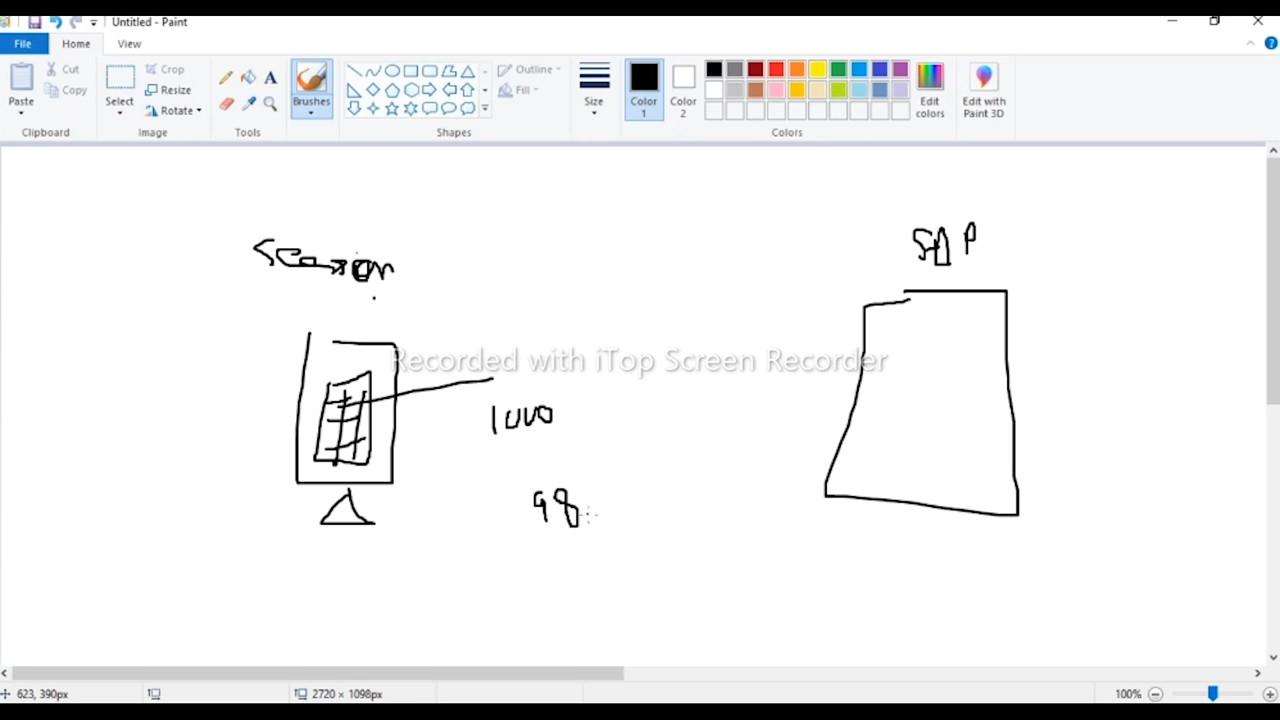 Untitled - Paint
File Home View
Paste Cut Copy Clipboard
Select Crop Resize Rotate Image
Tools
Brushes
Outline Fill Shapes
Size
Color 1
Color 2
Edit colors
Colors
Edit with Paint 3D
SAP
Recorded with iTop Screen Recorder
1000
98
623, 390px
2720 × 1098px
100%